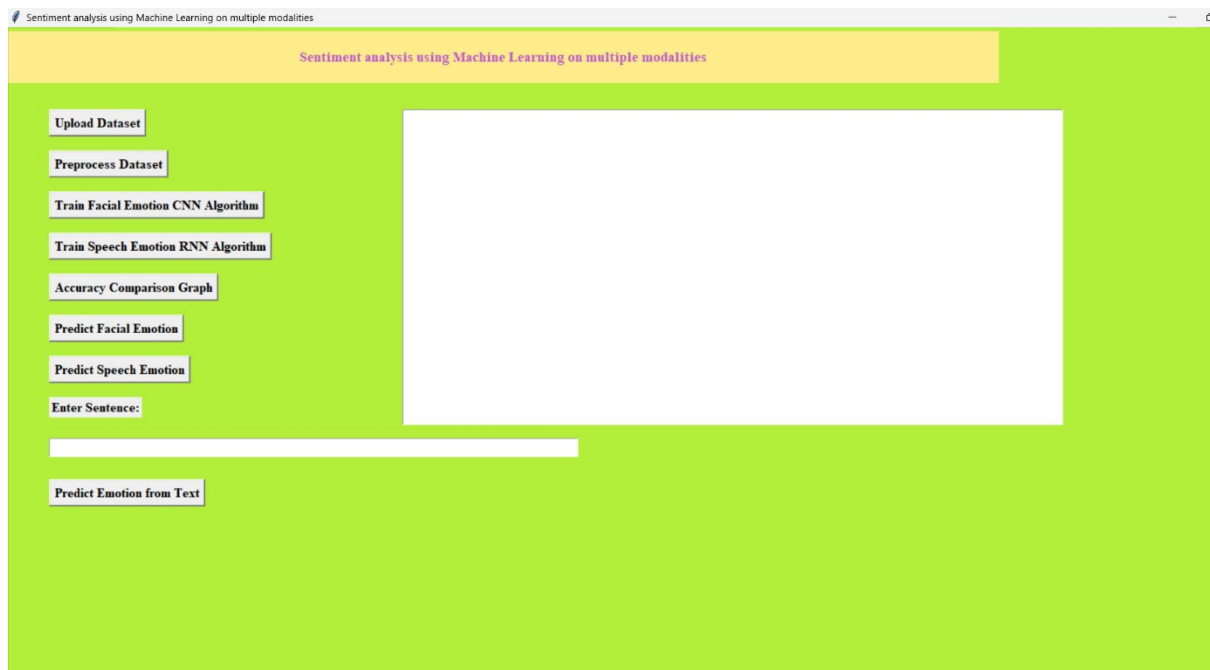 Sentiment analysis using Machine Learning on multiple modalities
Sentiment analysis using Machine Learning on multiple modalities
Upload Dataset
Preprocess Dataset
Train Facial Emotion CNN Algorithm
Train Speech Emotion RNN Algorithm
Accuracy Comparison Graph
Predict Facial Emotion
Predict Speech Emotion
Enter Sentence:
Predict Emotion from Text